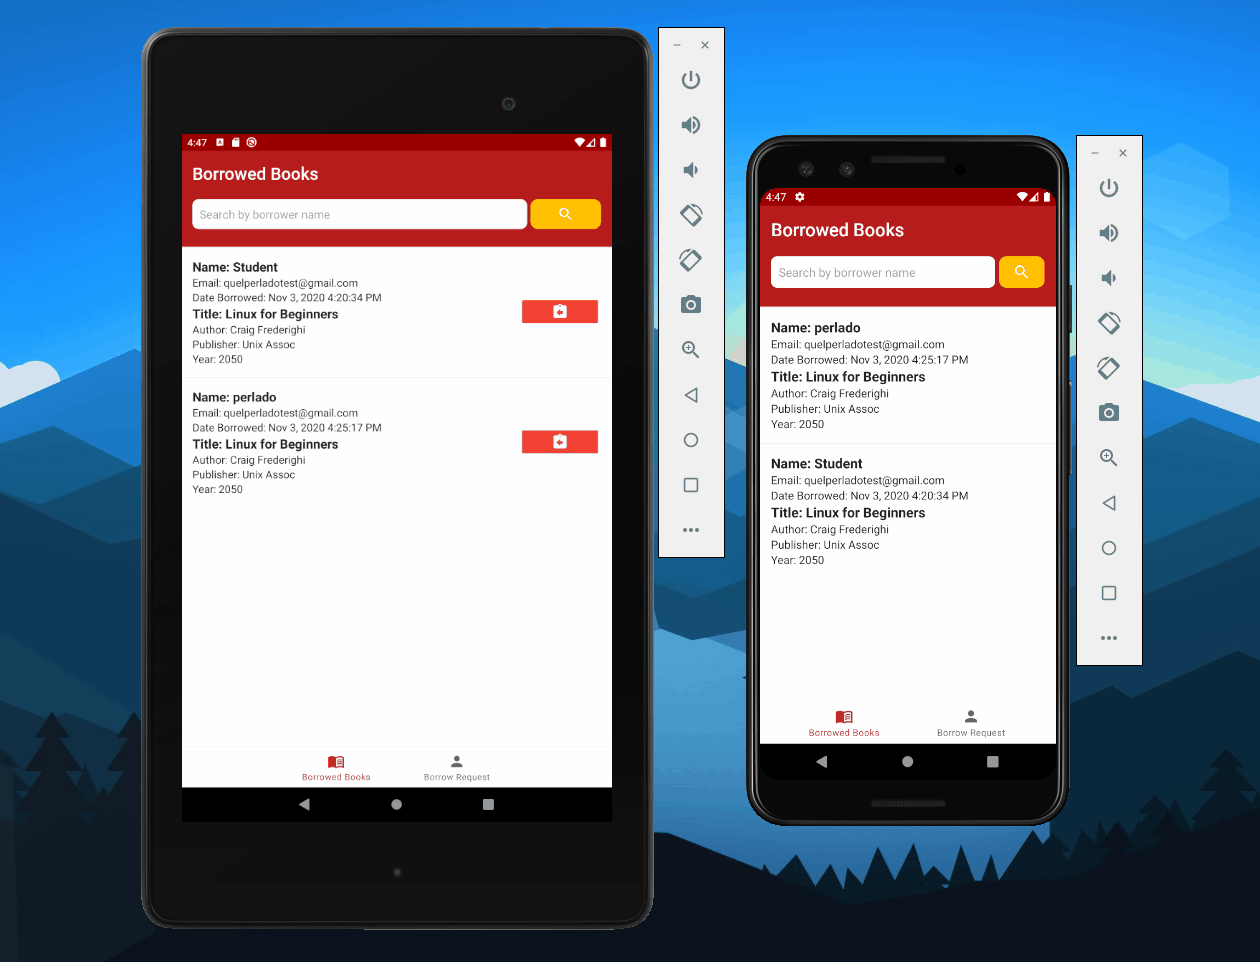 4:47
Borrowed Books
Search by borrower name
Name: Student
Email: quelperladotest@gmail.com
Date Borrowed: Nov 3, 2020 4:20:34 PM
Title: Linux for Beginners
Author: Craig Frederighi
Publisher: Unix Assoc
Year: 2050
Name: perlado
Email: quelperladotest@gmail.com
Date Borrowed: Nov 3, 2020 4:25:17 PM
Title: Linux for Beginners
Author: Craig Frederighi
Publisher: Unix Assoc
Year: 2050
Borrowed Books
Borrow Request
4:47
Borrowed Books
Search by borrower name
Name: perlado
Email: quelperladotest@gmail.com
Date Borrowed: Nov 3, 2020 4:25:17 PM
Title: Linux for Beginners
Author: Craig Frederighi
Publisher: Unix Assoc
Year: 2050
Name: Student
Email: quelperladotest@gmail.com
Date Borrowed: Nov 3, 2020 4:20:34 PM
Title: Linux for Beginners
Author: Craig Frederighi
Publisher: Unix Assoc
Year: 2050
Borrowed Books
Borrow Request